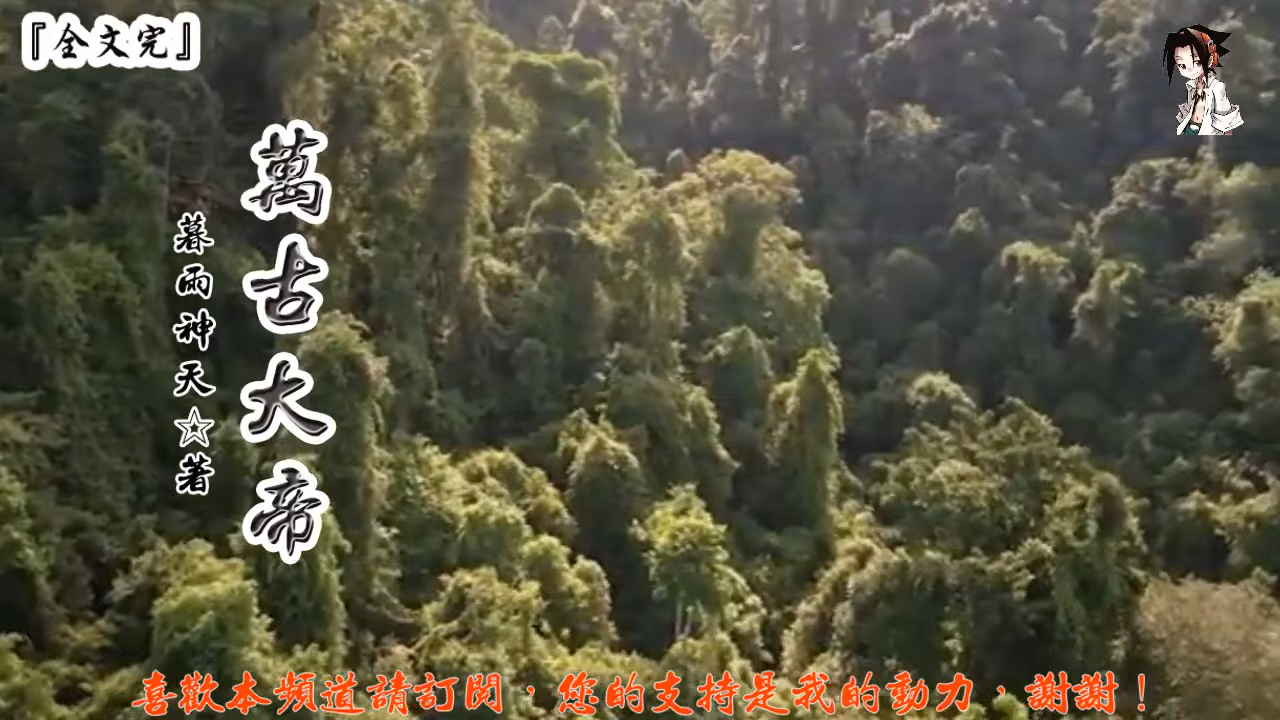 『全文完』
萬古大帝
暮雨神天☆著
喜歡本頻道請訂閱，您的支持是我的動力，謝謝！